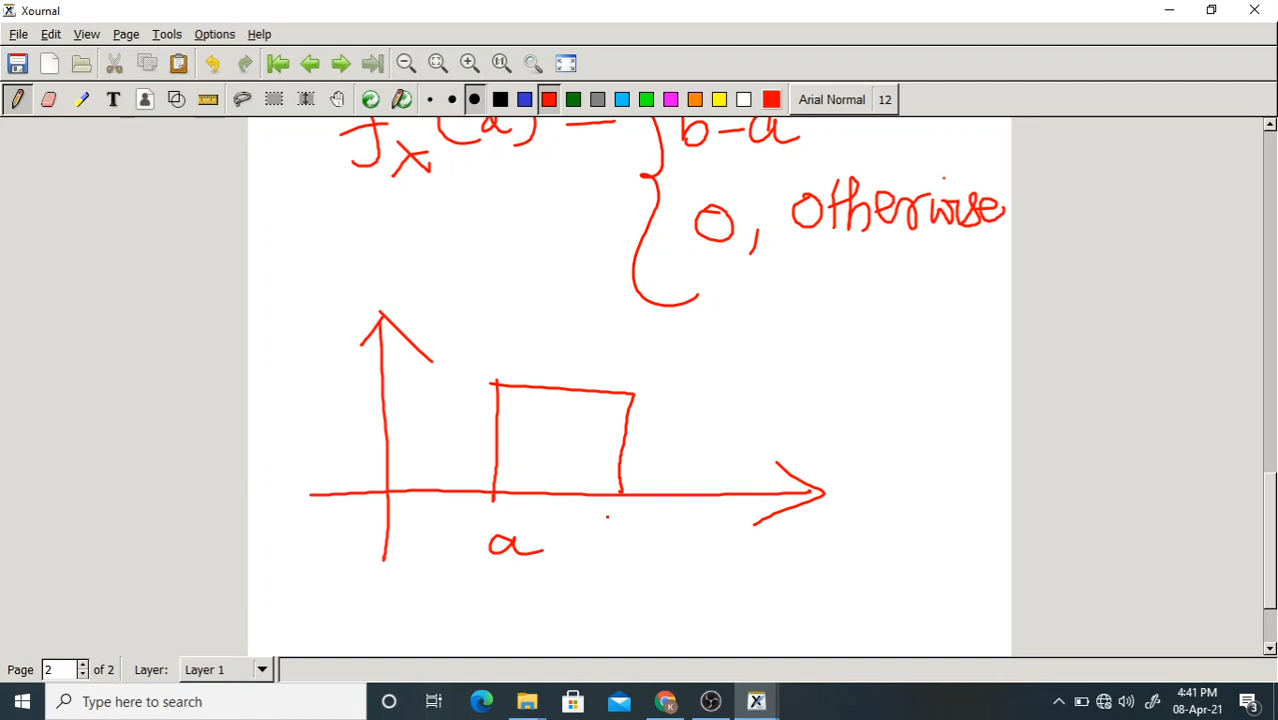 Xournal
File Edit View Page Tools Options Help
T Arial Normal 12
fx (x) = { b-a
0, otherwise
a
Page 2 of 2 Layer: Layer 1
Type here to search
4:41 PM
08-Apr-21
3